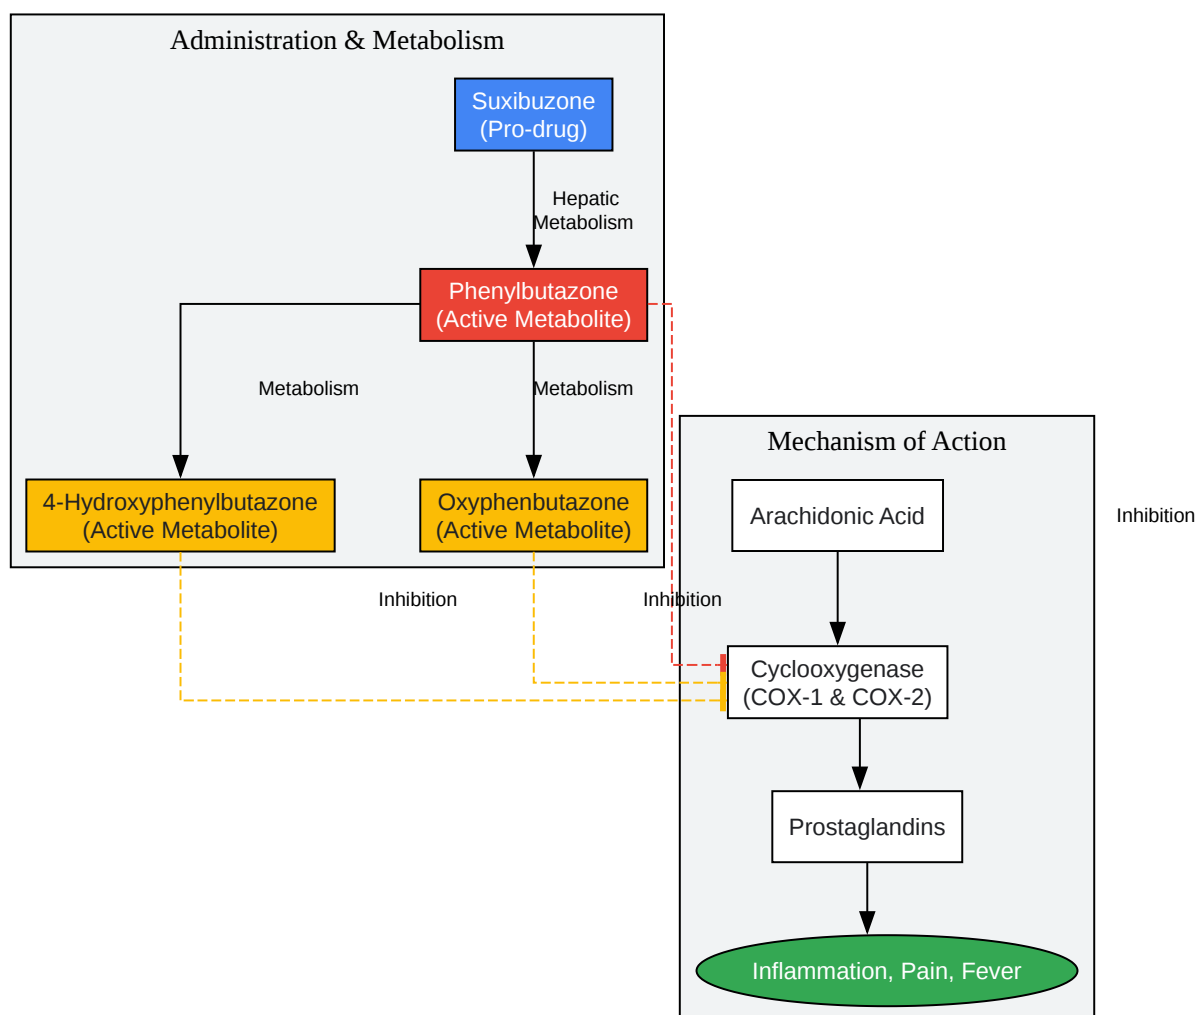 Administration & Metabolism
Suxibuzone
(Pro-drug)
Hepatic
Metabolism
Phenylbutazone
(Active Metabolite)
Metabolism
Metabolism
4-Hydroxyphenylbutazone
(Active Metabolite)
Oxyphenbutazone
(Active Metabolite)
Inhibition
Inhibition
Mechanism of Action
Arachidonic Acid
Inhibition
Cyclooxygenase
(COX-1 & COX-2)
Prostaglandins
Inflammation, Pain, Fever